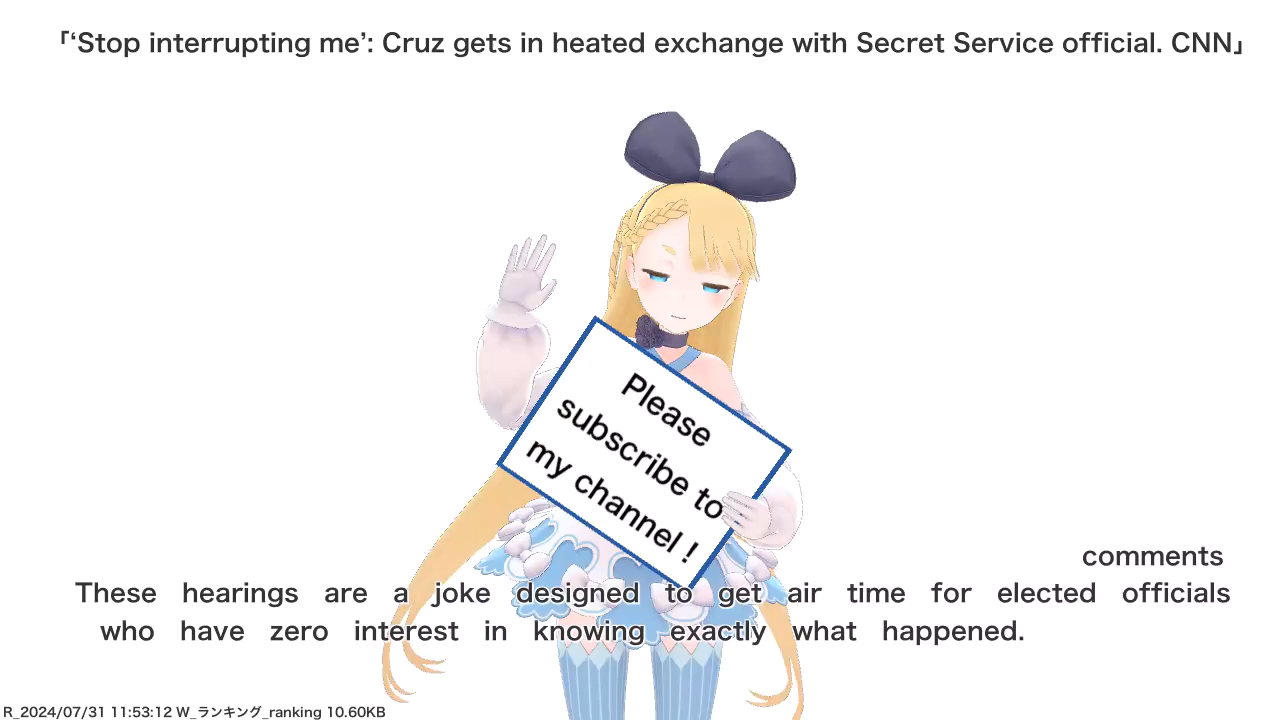 「‘Stop interrupting me’: Cruz gets in heated exchange with Secret Service official. CNN」
Please
subscribe to
my channel !
comments
These hearings are a joke designed to get air time for elected officials
who have zero interest in knowing exactly what happened.
R_2024/07/31 11:53:12 W_ランキング_ranking 10.60KB